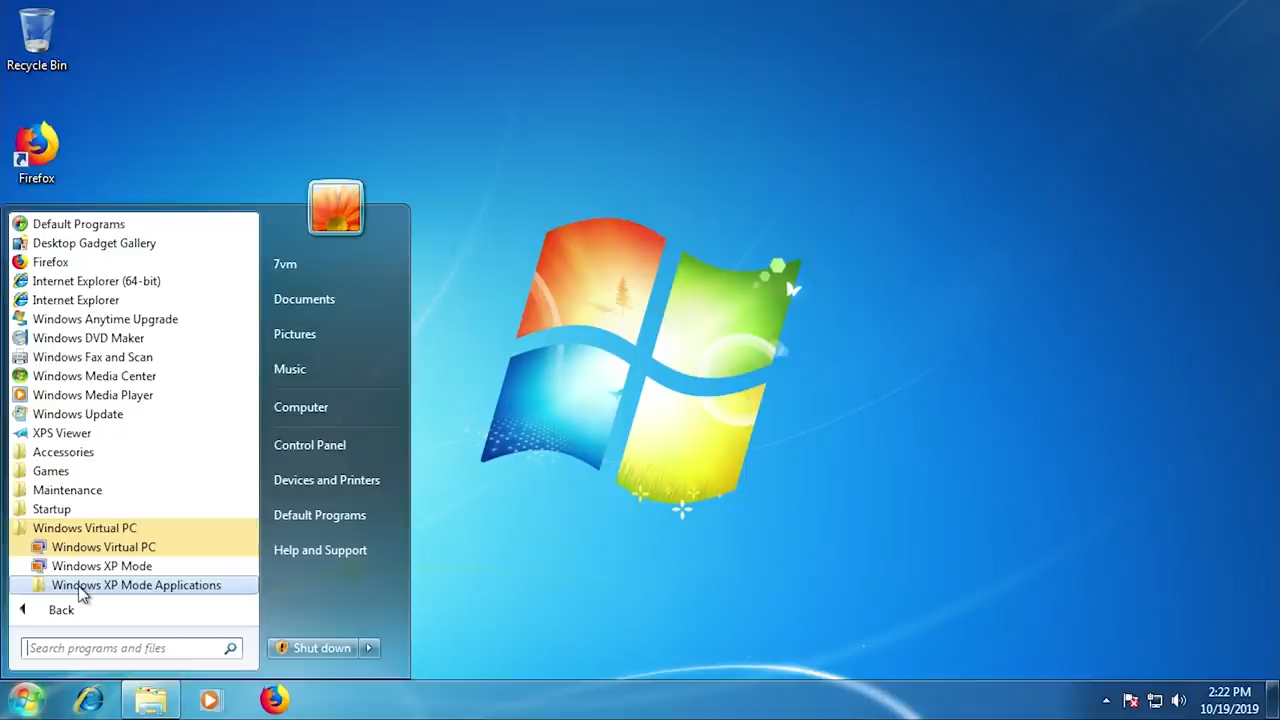 Recycle Bin
Firefox
Default Programs
Desktop Gadget Gallery
Firefox
Internet Explorer (64-bit)
Internet Explorer
Windows Anytime Upgrade
Windows DVD Maker
Windows Fax and Scan
Windows Media Center
Windows Media Player
Windows Update
XPS Viewer
Accessories
Games
Maintenance
Startup
Windows Virtual PC
Windows Virtual PC
Windows XP Mode
Windows XP Mode Applications
Back
Search programs and files
7vm
Documents
Pictures
Music
Computer
Control Panel
Devices and Printers
Default Programs
Help and Support
Shut down
2:22 PM
10/19/2019